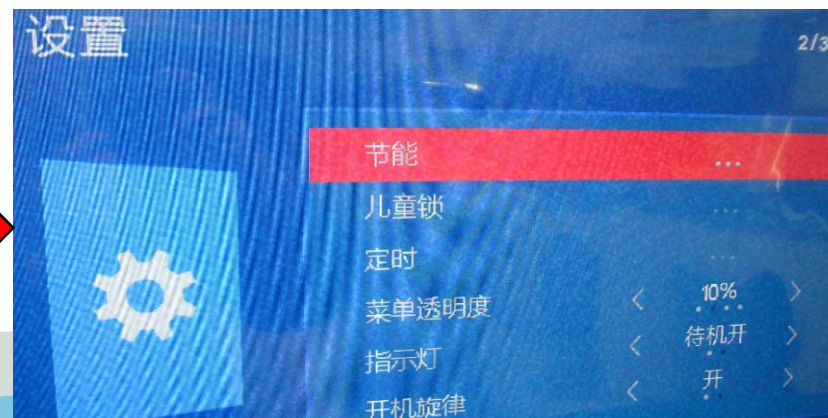 设置
2/3
节能 ...
儿童锁 ...
定时 ...
菜单透明度 < 10% >
指示灯 < 待机开 >
开机旋律 < 开 >